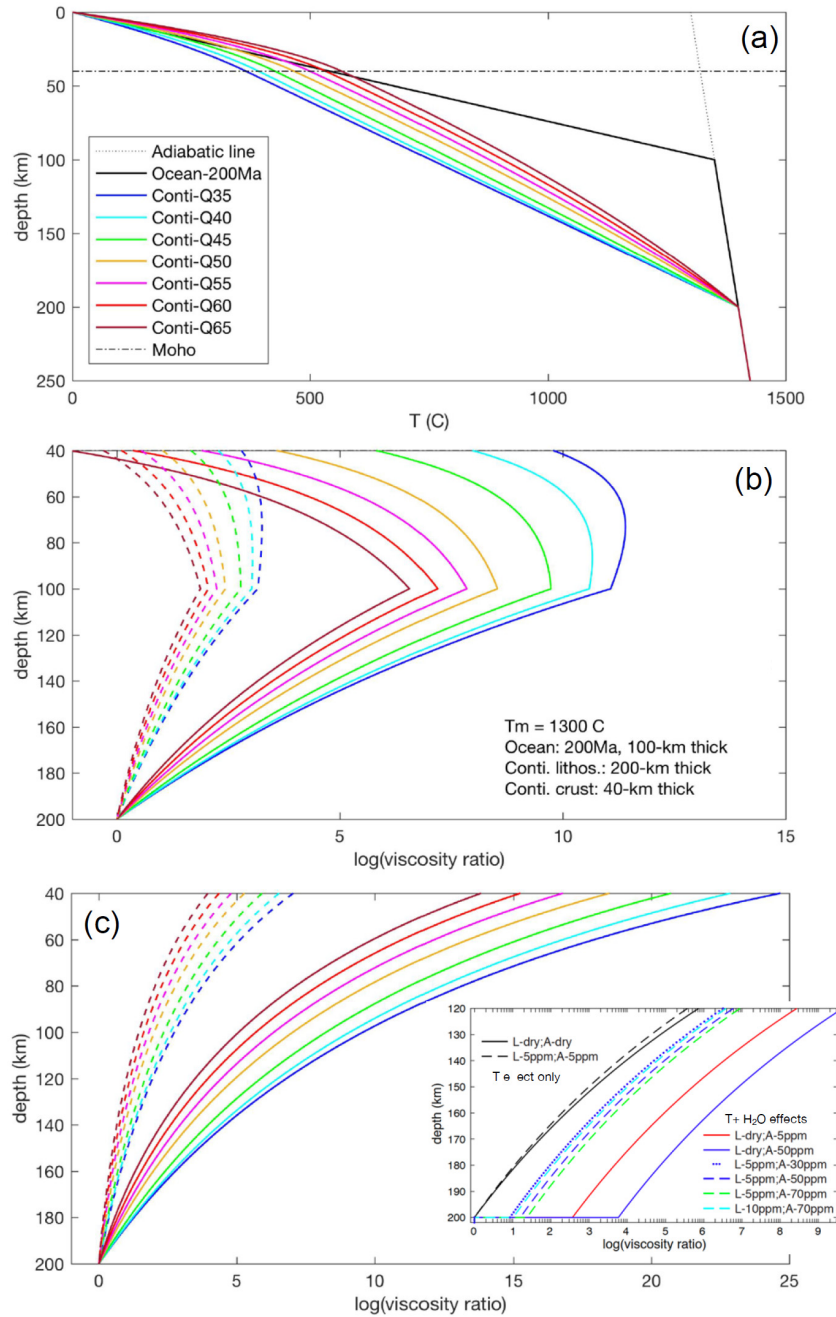 (a)
0
50
100
150
200
250
depth (km)
Adiabatic line
Ocean-200Ma
Conti-Q35
Conti-Q40
Conti-Q45
Conti-Q50
Conti-Q55
Conti-Q60
Conti-Q65
Moho
0 500 1000 1500
T (C)
(b)
40
60
80
100
120
140
160
180
200
depth (km)
Tm = 1300 C
Ocean: 200Ma, 100-km thick
Conti. lithos.: 200-km thick
Conti. crust: 40-km thick
0 5 10 15
log(viscosity ratio)
(c)
40
60
80
100
120
140
160
180
200
depth (km)
0 5 10 15 20 25
log(viscosity ratio)
120
130
140
150
160
170
180
190
200
depth (km)
L-dry;A-dry
L-5ppm;A-5ppm
T e ect only
T+ H₂O effects
L-dry;A-5ppm
L-dry;A-50ppm
L-5ppm;A-30ppm
L-5ppm;A-50ppm
L-5ppm;A-70ppm
L-10ppm;A-70ppm
0 1 2 3 4 5 6 7 8 9
log(viscosity ratio)